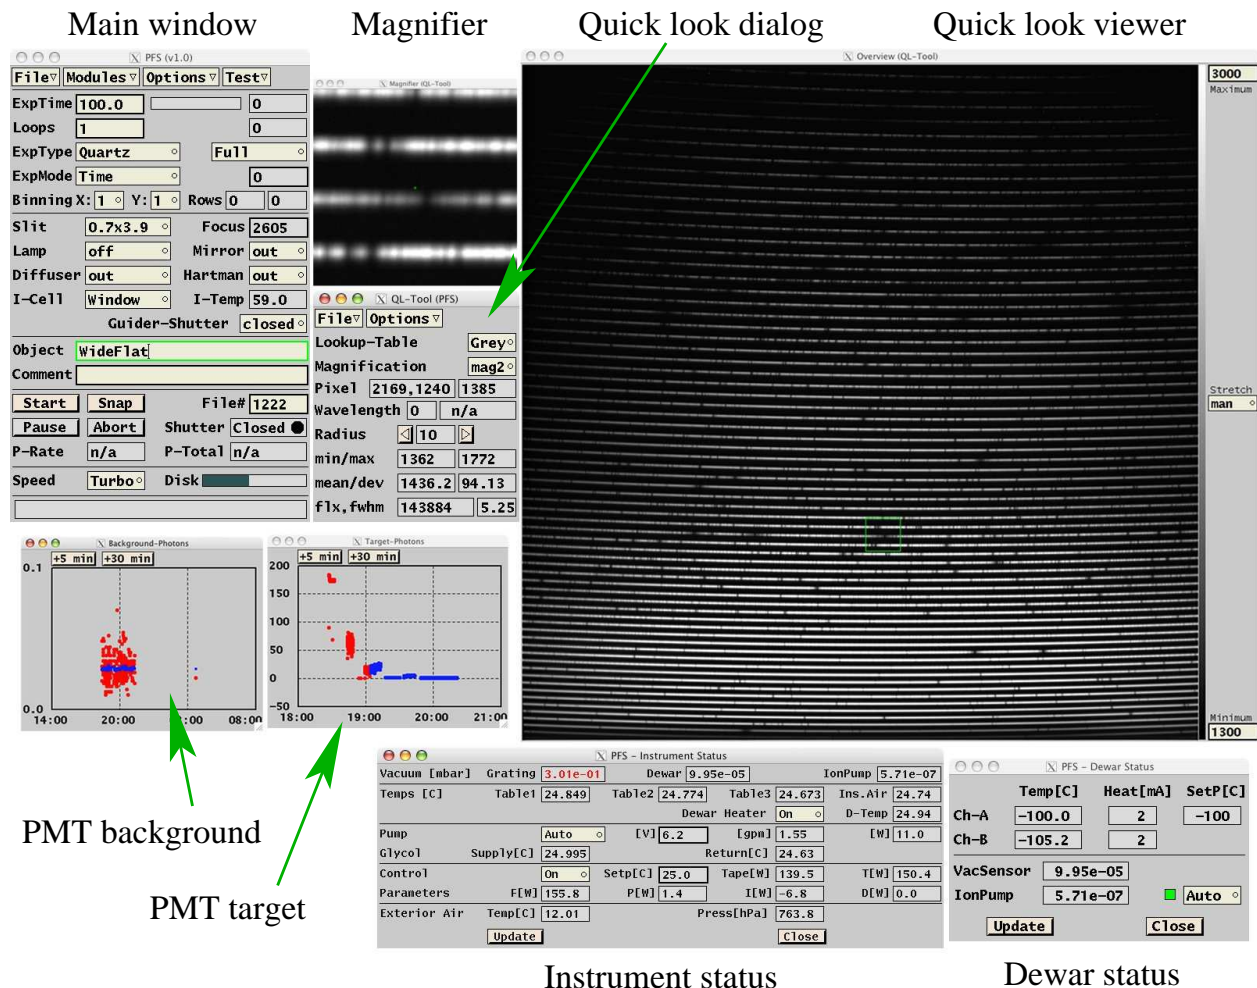 Main window Magnifier Quick look dialog Quick look viewer
PFS (v1.0)
File Modules Options Test
ExpTime 100.0 0
Loops 1 0
ExpType Quartz Full
ExpMode Time 0
Binning X: 1 Y: 1 Rows 0 0
Slit 0.7x3.9 Focus 2605
Lamp off Mirror out
Diffuser out Hartman out
I-Cell Window I-Temp 59.0
Guider-Shutter closed
Object WideFlat
Comment
Start Snap File# 1222
Pause Abort Shutter Closed
P-Rate n/a P-Total n/a
Speed Turbo Disk
Magnifier (QL-Tool)
QL-Tool (PFS)
File Options
Lookup-Table Grey
Magnification mag2
Pixel 2169,1240 1385
Wavelength 0 n/a
Radius 10
min/max 1362 1772
mean/dev 1436.2 94.13
flx,fwhm 143884 5.25
Overview (QL-Tool)
3000
Maximum
Stretch
man
Minimum
1300
Background-Photons
+5 min +30 min
0.1
0.0
14:00 20:00 08:00
Target-Photons
+5 min +30 min
200
150
100
50
0
-50
18:00 19:00 20:00 21:00
PMT background
PMT target
PFS - Instrument Status
Vacuum [mbar] Grating 3.01e-01 Dewar 9.95e-05 IonPump 5.71e-07
Temps [C] Table1 24.849 Table2 24.774 Table3 24.673 Ins.Air 24.74
Dewar Heater On D-Temp 24.94
Pump Auto [V] 6.2 [gpm] 1.55 [W] 11.0
Glycol Supply[C] 24.995 Return[C] 24.63
Control On Setp[C] 25.0 Tape[W] 139.5 T[W] 150.4
Parameters F[W] 155.8 P[W] 1.4 I[W] -6.8 D[W] 0.0
Exterior Air Temp[C] 12.01 Press[hPa] 763.8
Update Close
Instrument status
PFS - Dewar Status
Temp[C] Heat[mA] SetP[C]
Ch-A -100.0 2 -100
Ch-B -105.2 2
VacSensor 9.95e-05
IonPump 5.71e-07 Auto
Update Close
Dewar status